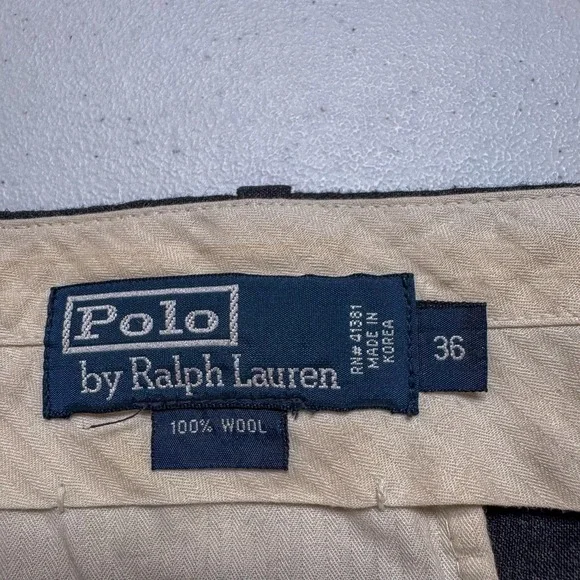 Polo
by Ralph Lauren
RN# 41381
MADE IN
KOREA
36
100% WOOL